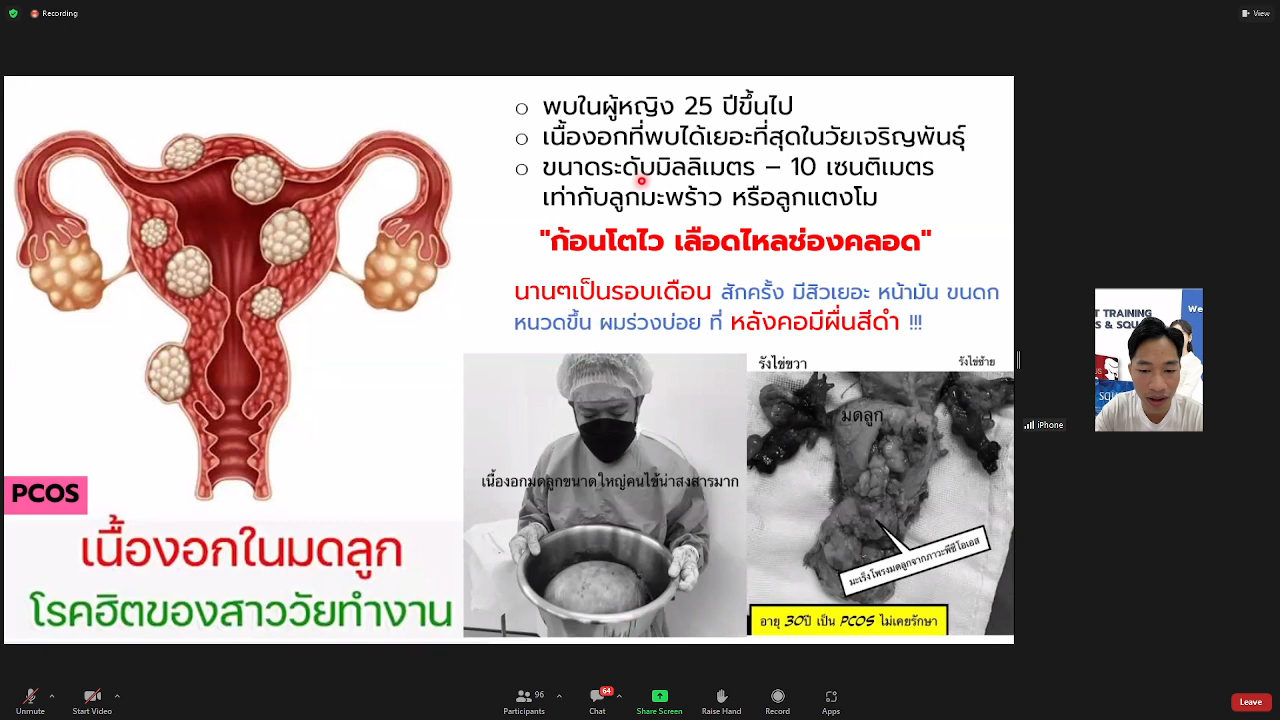 Recording
View
พบในผู้หญิง 25 ปีขึ้นไป
เนื้องอกที่พบได้เยอะที่สุดในวัยเจริญพันธุ์
ขนาดระดับมิลลิเมตร – 10 เซนติเมตร
เท่ากับลูกมะพร้าว หรือลูกแตงโม
"ก้อนโตไว เลือดไหลช่องคลอด"
นานๆเป็นรอบเดือน สักครั้ง มีสิวเยอะ หน้ามัน ขนดก
หนวดขึ้น ผมร่วงบ่อย ที่ หลังคอมีผื่นสีดำ !!!
PCOS
เนื้องอกในมดลูก
โรคฮิตของสาววัยทำงาน
เนื้องอกมดลูกขนาดใหญ่คนไข้น่าสงสารมาก
รังไข่ขวา
รังไข่ซ้าย
มดลูก
มะเร็งโพรงมดลูกจากภาวะพีซีโอเอส
อายุ 30ปี เป็น PCOS ไม่เคยรักษา
T TRAINING
S & SQU
We
squ
iPhone
Unmute
Start Video
Participants
96
Chat
64
Share Screen
Raise Hand
Record
Apps
Leave